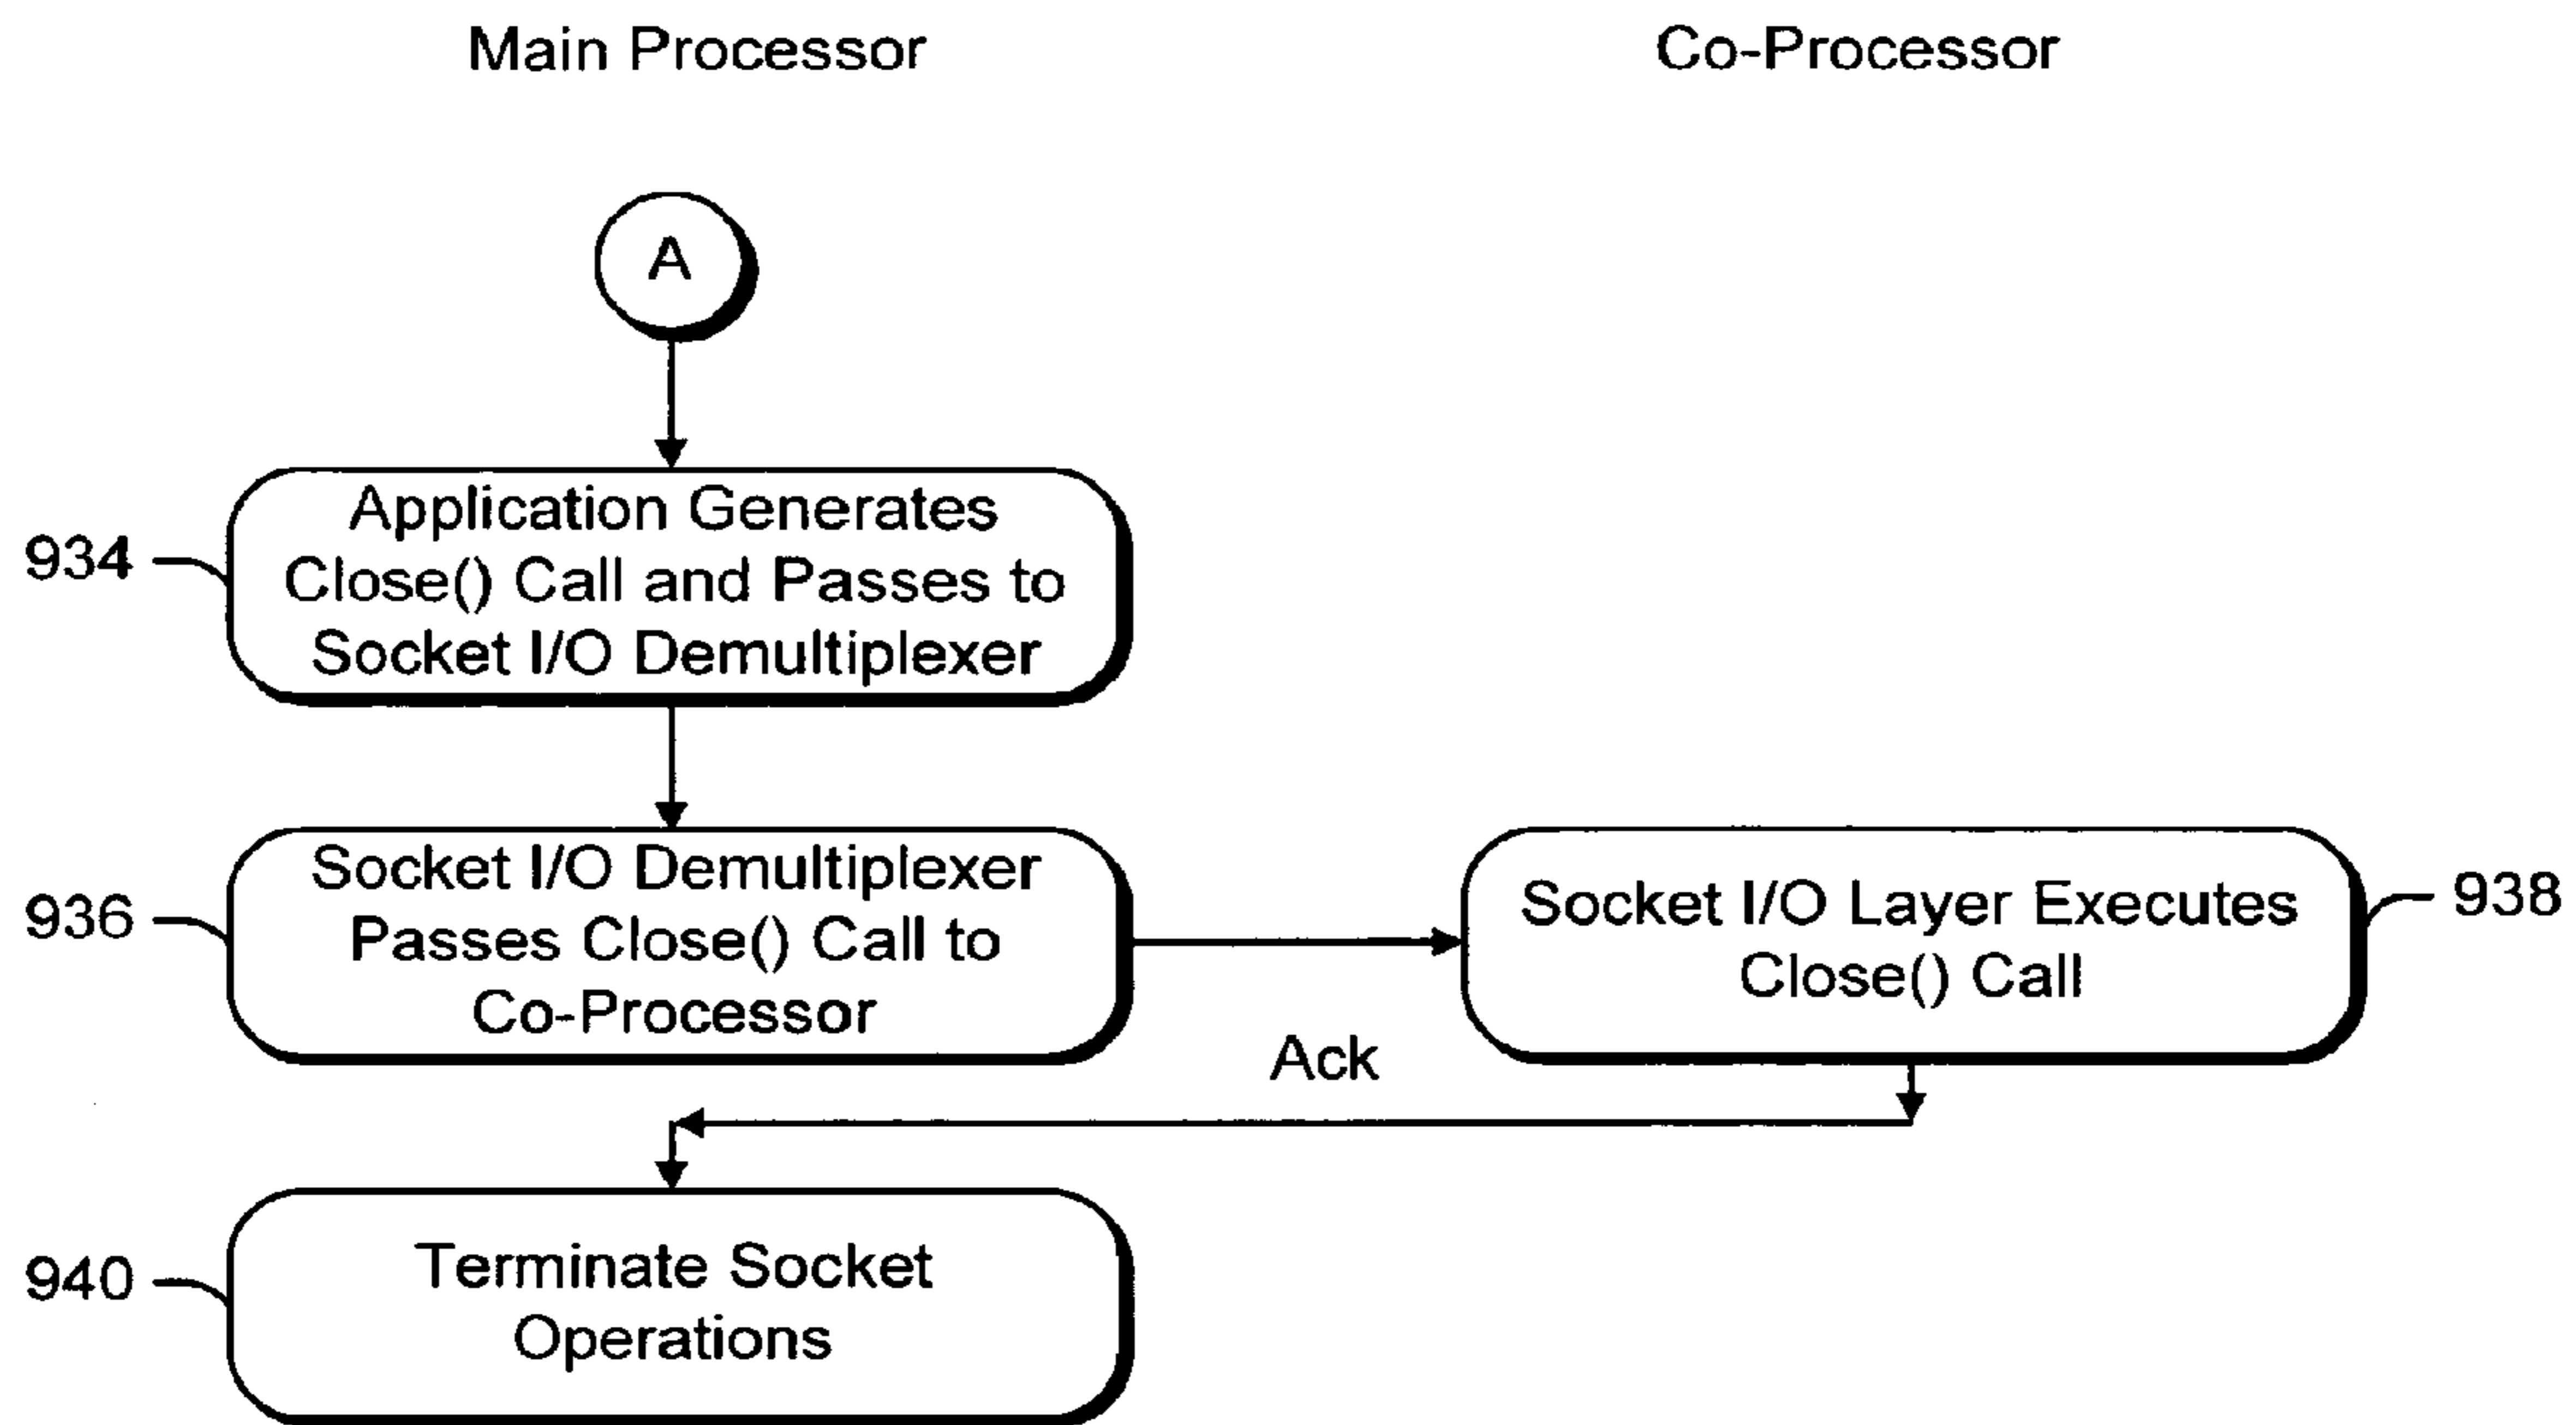 Main Processor
Co-Processor
A
934
Application Generates
Close() Call and Passes to
Socket I/O Demultiplexer
936
Socket I/O Demultiplexer
Passes Close() Call to
Co-Processor
Socket I/O Layer Executes
Close() Call
938
Ack
940
Terminate Socket
Operations